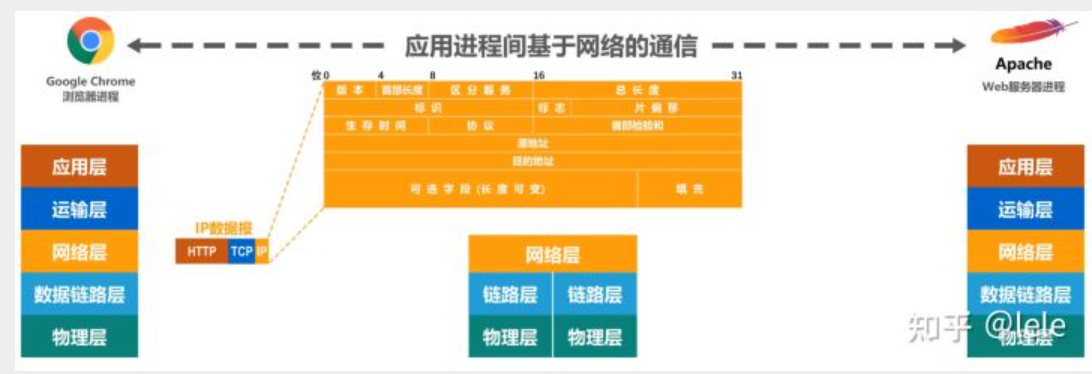 应用进程间基于网络的通信
Google Chrome
浏览器进程
Apache
Web服务器进程
位 0 4 8 16 31
版本 首部长度 区分服务 总长度
标识 标志 片偏移
生存时间 协议 首部检验和
源地址
目的地址
可选字段(长度可变) 填充
IP数据报
HTTP TCP IP
应用层
运输层
网络层
数据链路层
物理层
网络层
链路层 链路层
物理层 物理层
应用层
运输层
网络层
数据链路层
物理层
知乎 @lele